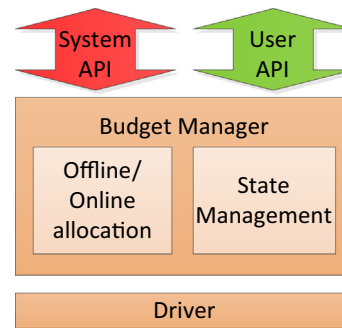 System
API
User
API
Budget Manager
Offline/
Online
allocation
State
Management
Driver